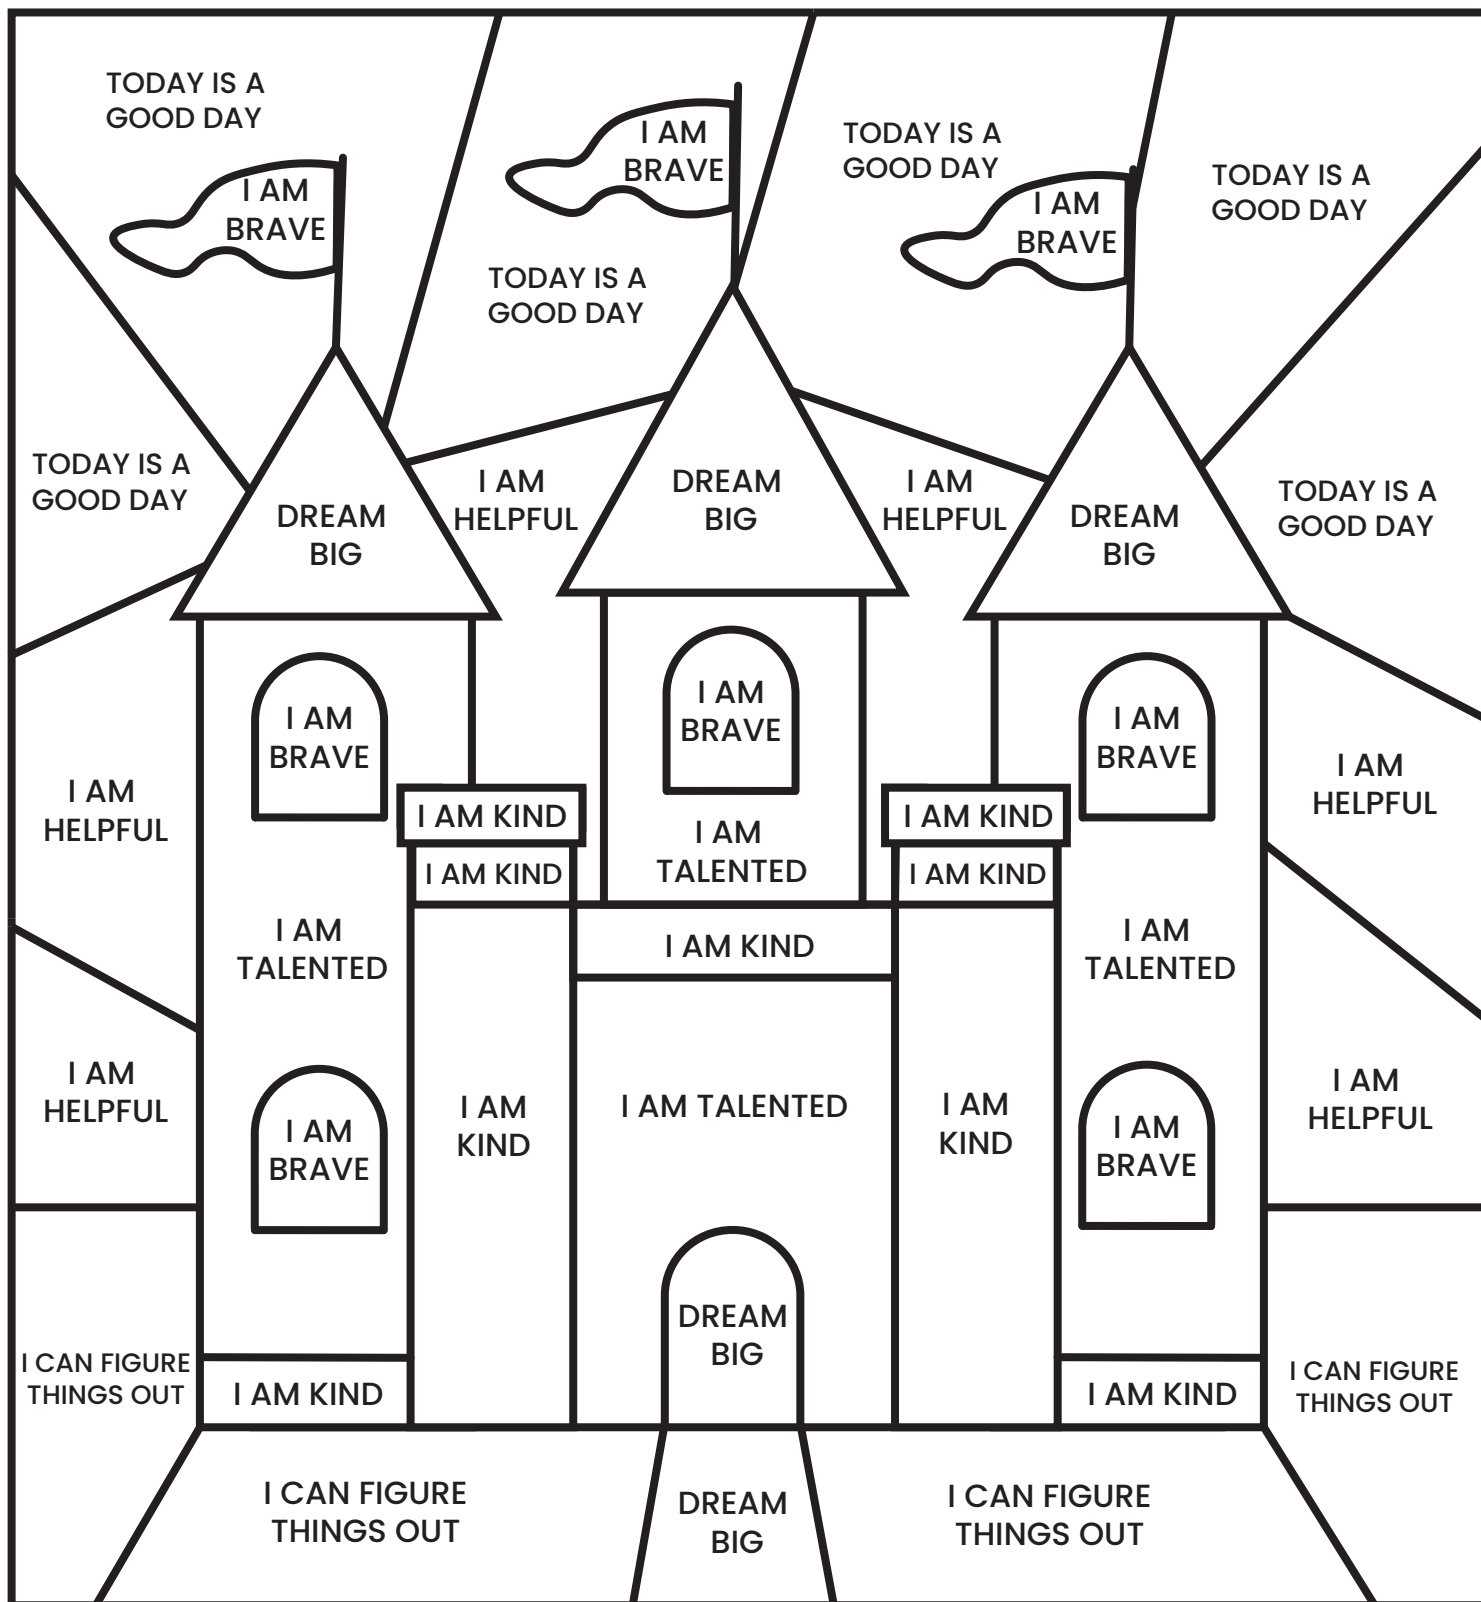 TODAY IS A
GOOD DAY
I AM
BRAVE
TODAY IS A
GOOD DAY
TODAY IS A
GOOD DAY
I AM
BRAVE
I AM
BRAVE
TODAY IS A
GOOD DAY
TODAY IS A
GOOD DAY
DREAM
BIG
I AM
HELPFUL
DREAM
BIG
I AM
HELPFUL
DREAM
BIG
TODAY IS A
GOOD DAY
I AM
BRAVE
I AM
BRAVE
I AM
BRAVE
I AM
HELPFUL
I AM KIND
I AM KIND
I AM
TALENTED
I AM KIND
I AM KIND
I AM
HELPFUL
I AM
TALENTED
I AM KIND
I AM
TALENTED
I AM
HELPFUL
I AM
BRAVE
I AM
KIND
I AM TALENTED
I AM
KIND
I AM
BRAVE
I AM
HELPFUL
I CAN FIGURE
THINGS OUT
I AM KIND
DREAM
BIG
I AM KIND
I CAN FIGURE
THINGS OUT
I CAN FIGURE
THINGS OUT
DREAM
BIG
I CAN FIGURE
THINGS OUT